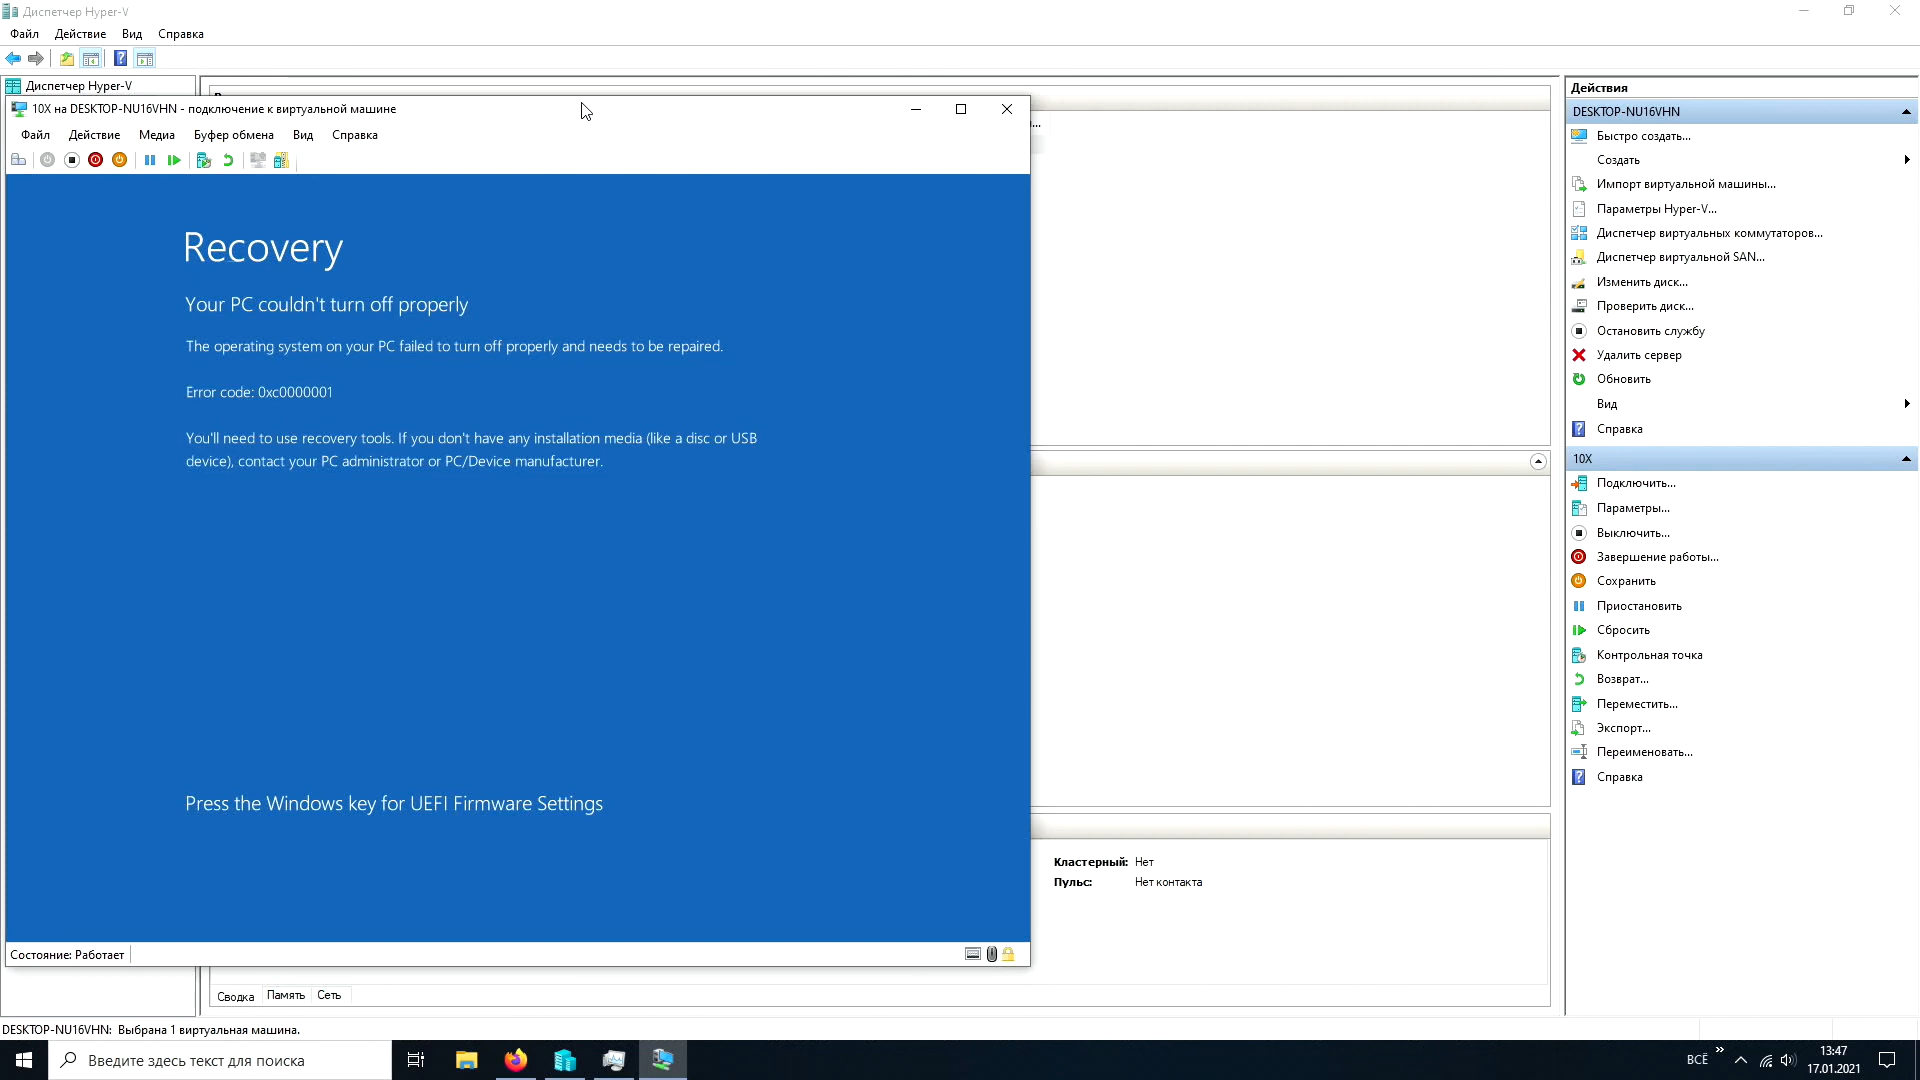 Диспетчер Hyper-V
Файл Действие Вид Справка
Диспетчер Hyper-V
10X на DESKTOP-NU16VHN - подключение к виртуальной машине
Файл Действие Медиа Буфер обмена Вид Справка
Recovery
Your PC couldn't turn off properly
The operating system on your PC failed to turn off properly and needs to be repaired.
Error code: 0xc0000001
You'll need to use recovery tools. If you don't have any installation media (like a disc or USB
device), contact your PC administrator or PC/Device manufacturer.
Press the Windows key for UEFI Firmware Settings
Состояние: Работает
Кластерный: Нет
Пульс: Нет контакта
Сводка Память Сеть
Действия
DESKTOP-NU16VHN
Быстро создать...
Создать
Импорт виртуальной машины...
Параметры Hyper-V...
Диспетчер виртуальных коммутаторов...
Диспетчер виртуальной SAN...
Изменить диск...
Проверить диск...
Остановить службу
Удалить сервер
Обновить
Вид
Справка
10X
Подключить...
Параметры...
Выключить...
Завершение работы...
Сохранить
Приостановить
Сбросить
Контрольная точка
Возврат...
Переместить...
Экспорт...
Переименовать...
Справка
DESKTOP-NU16VHN: Выбрана 1 виртуальная машина.
Введите здесь текст для поиска
ВСЁ
13:47
17.01.2021